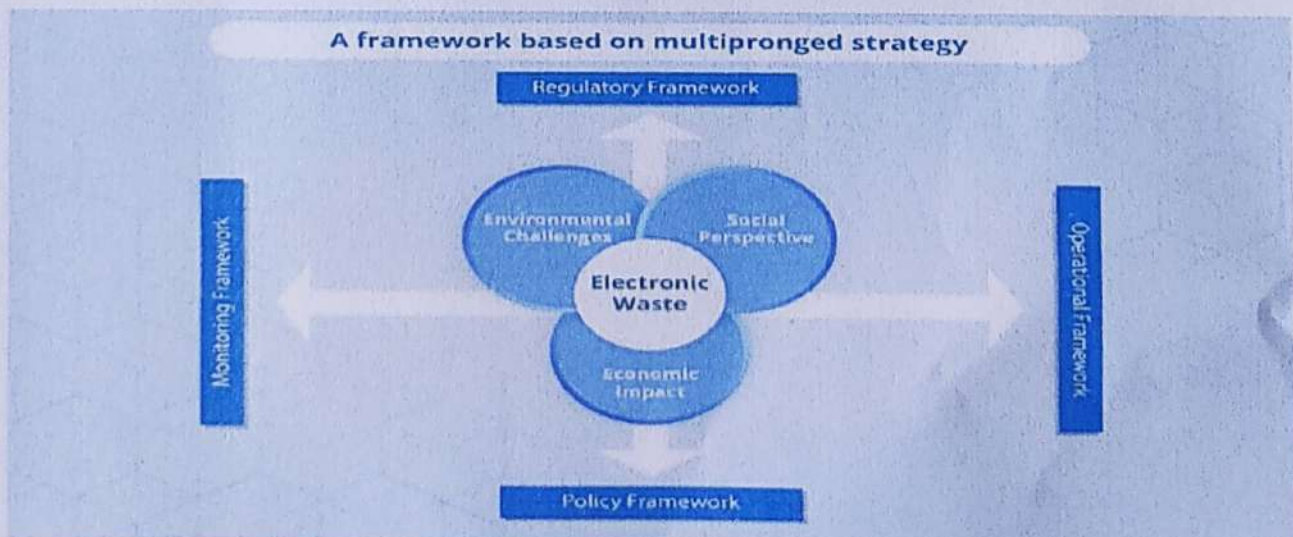 A framework based on multipronged strategy
Regulatory Framework
Monitoring Framework
Environmental
Challenges
Social
Perspective
Electronic
Waste
Economic
Impact
Operational Framework
Policy Framework